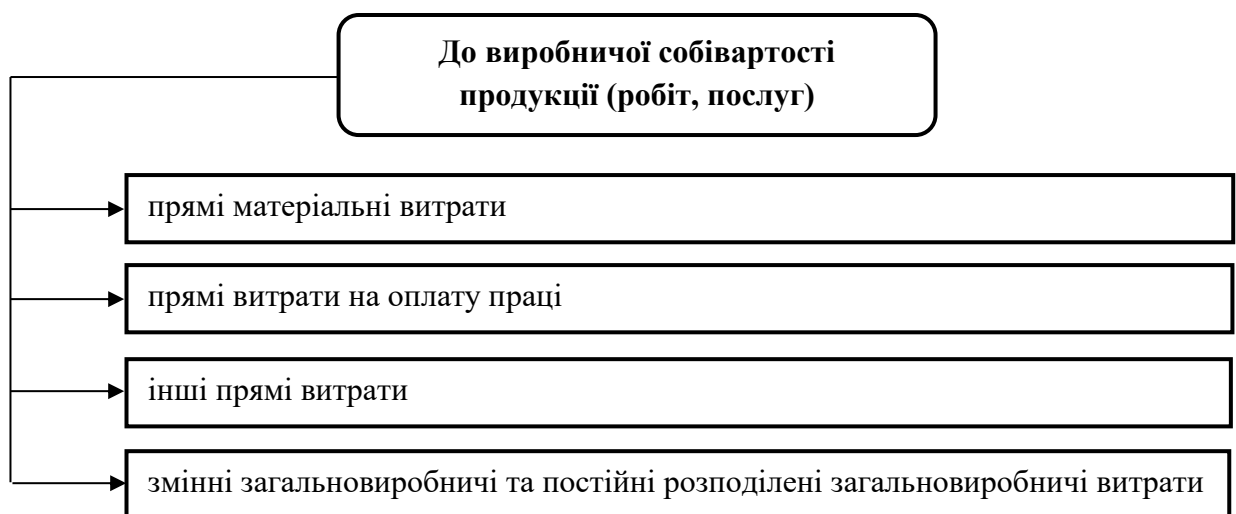 До виробничої собівартості
продукції (робіт, послуг)
прямі матеріальні витрати
прямі витрати на оплату праці
інші прямі витрати
змінні загальновиробничі та постійні розподілені загальновиробничі витрати